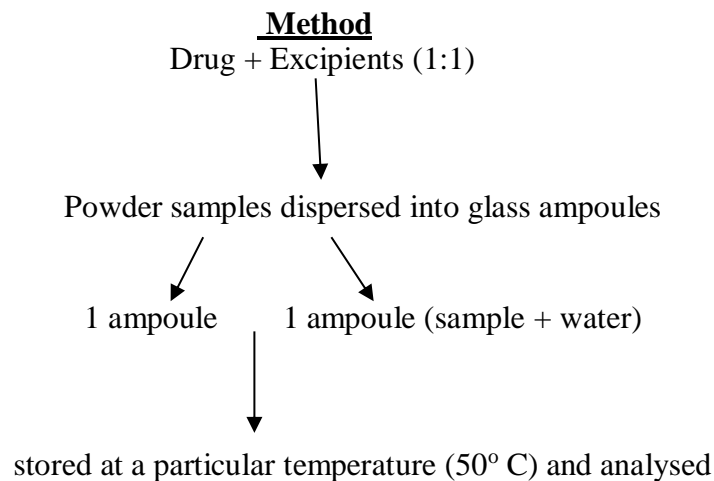 Method
Drug + Excipients (1:1)
Powder samples dispersed into glass ampoules
1 ampoule 1 ampoule (sample + water)
stored at a particular temperature (50° C) and analysed